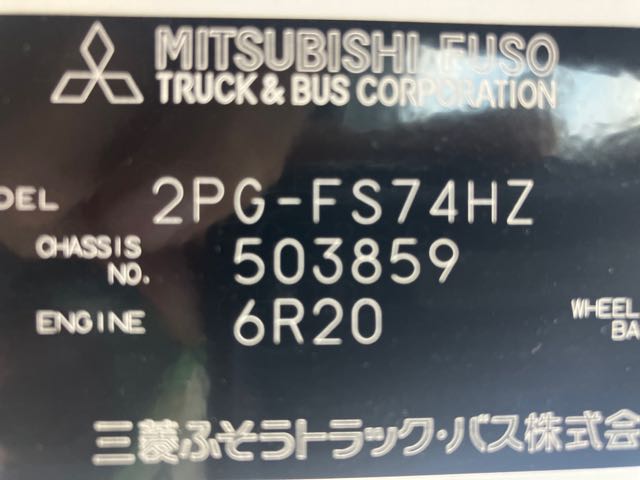 MITSUBISHI FUSO
TRUCK & BUS CORPORATION
DEL 2PG-FS74HZ
CHASSIS NO. 503859
ENGINE 6R20 WHEEL BA
三菱ふそうトラック・バス株式会